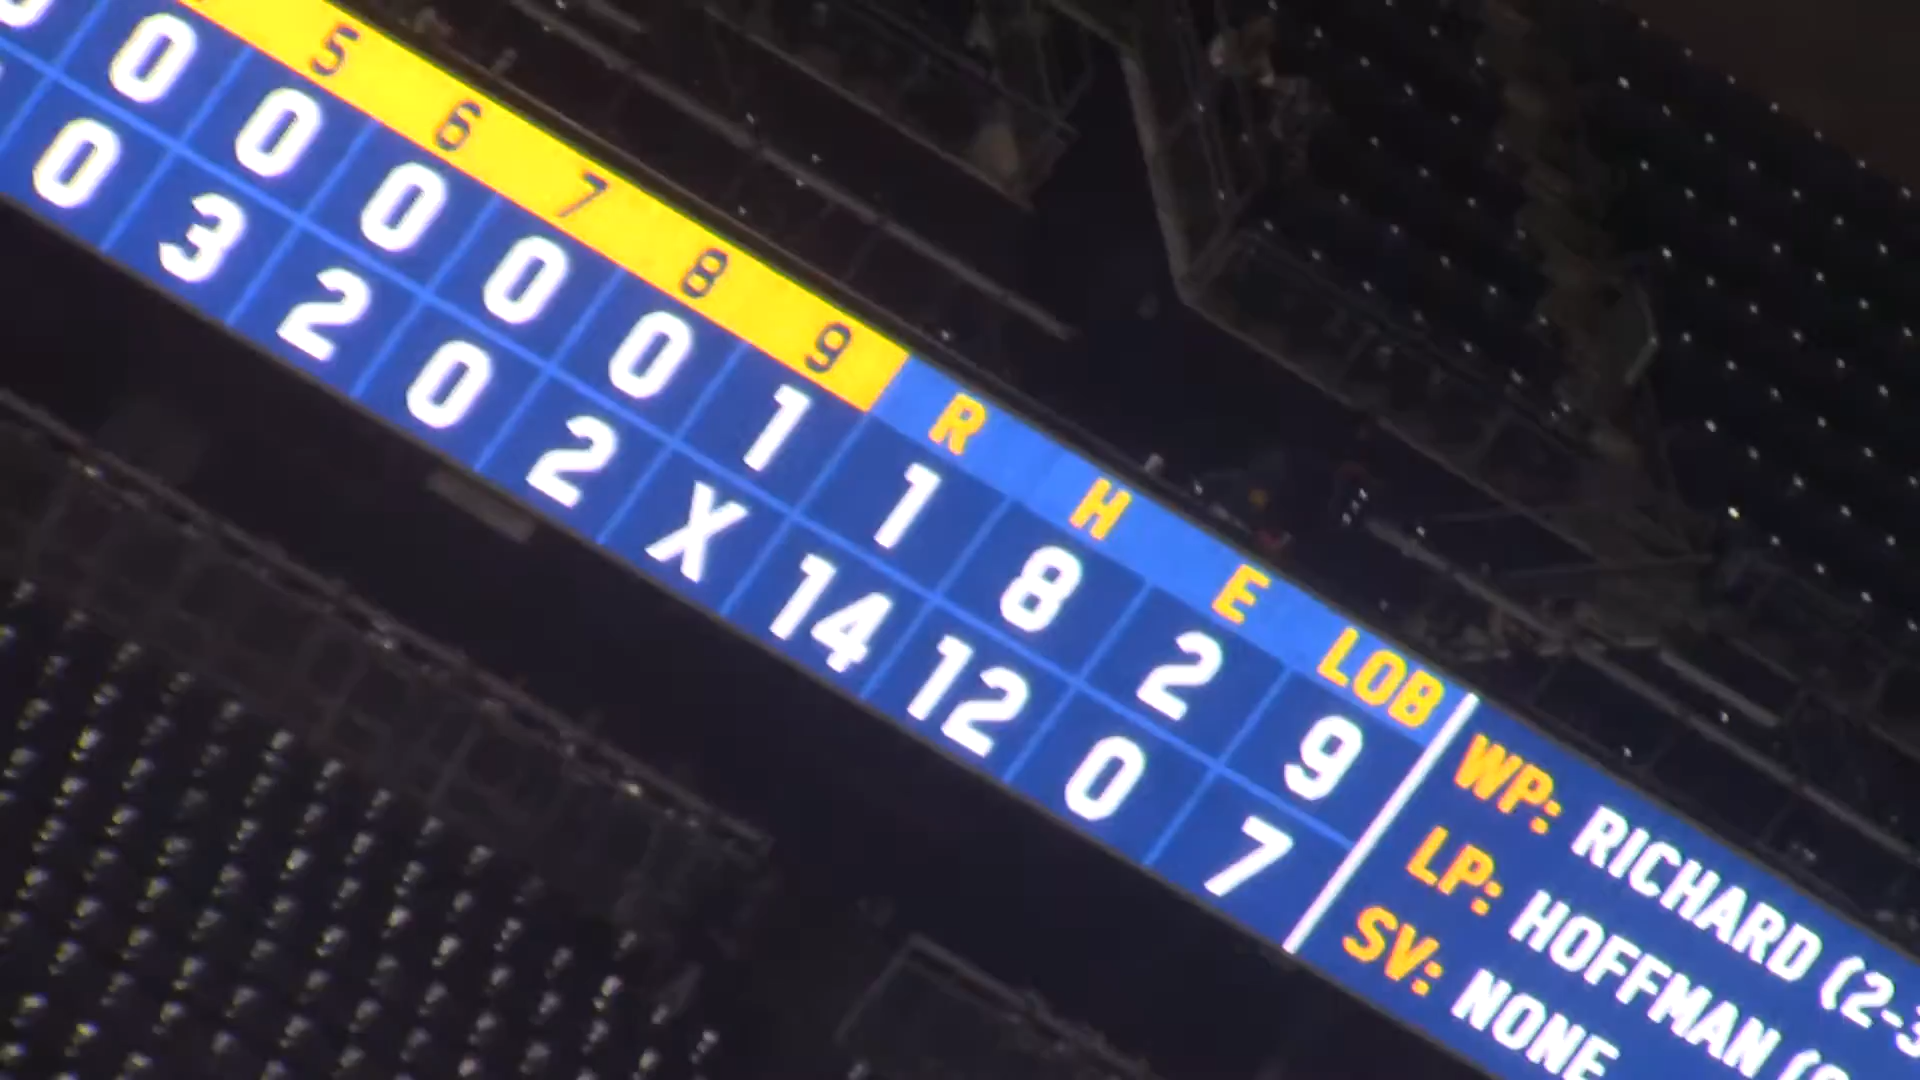 5 6 7 8 9 R H E LOB
0 0 0 0 0 1 1 8 2 9
0 3 2 0 2 X 14 12 0 7
WP: RICHARD (2-3
LP: HOFFMAN (
SV: NONE